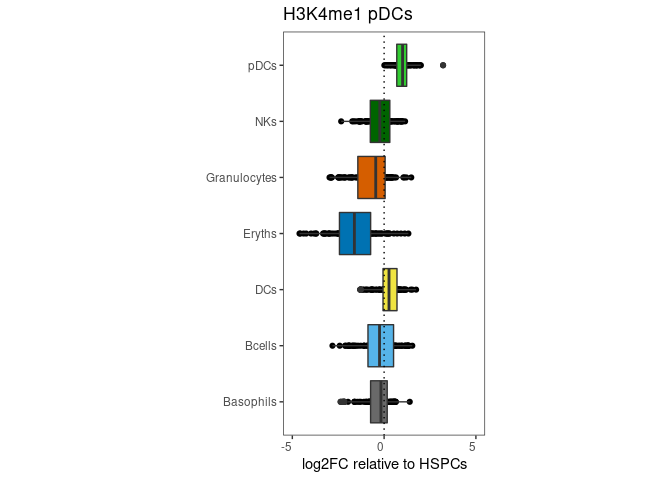 H3K4me1 pDCs
pDCs
NKs
Granulocytes
Eryths
DCs
Bcells
Basophils
-5 0 5
log2FC relative to HSPCs